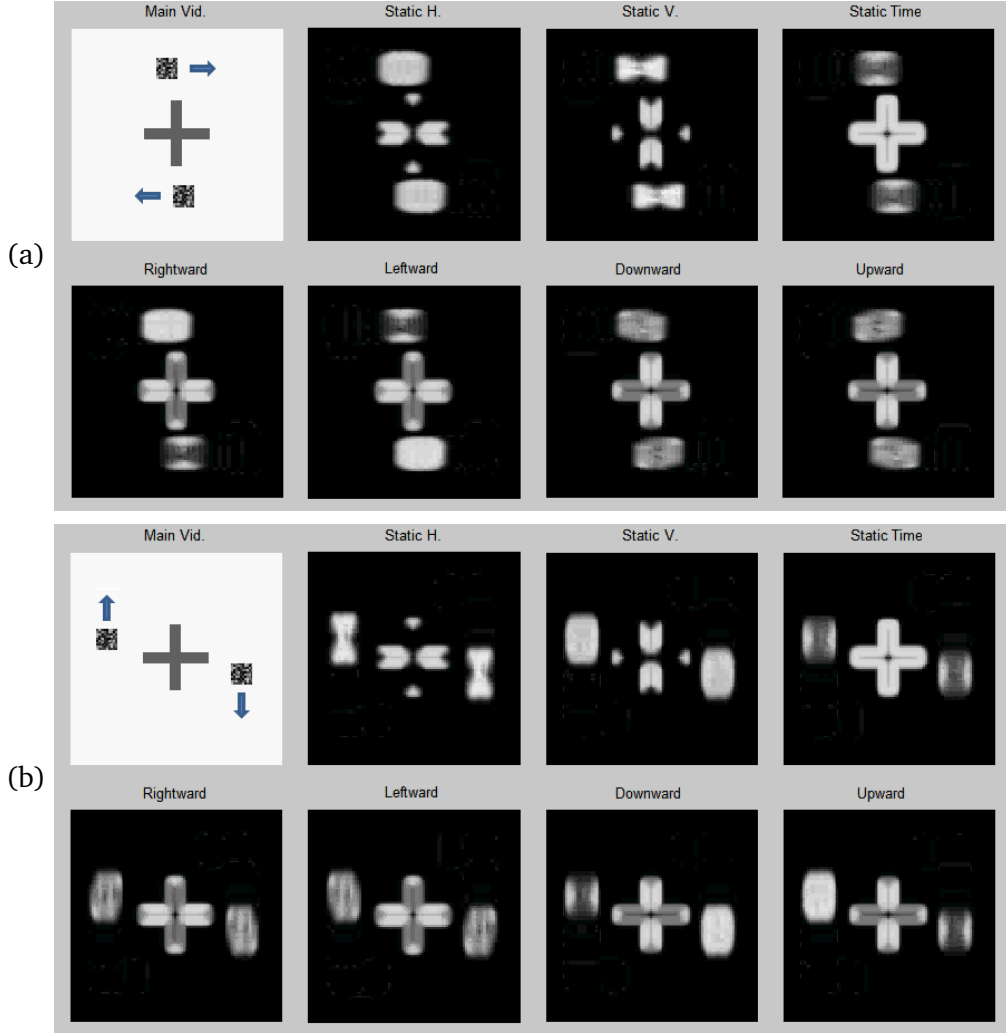 Main Vid. Static H. Static V. Static Time
(a)
Rightward Leftward Downward Upward
Main Vid. Static H. Static V. Static Time
(b)
Rightward Leftward Downward Upward